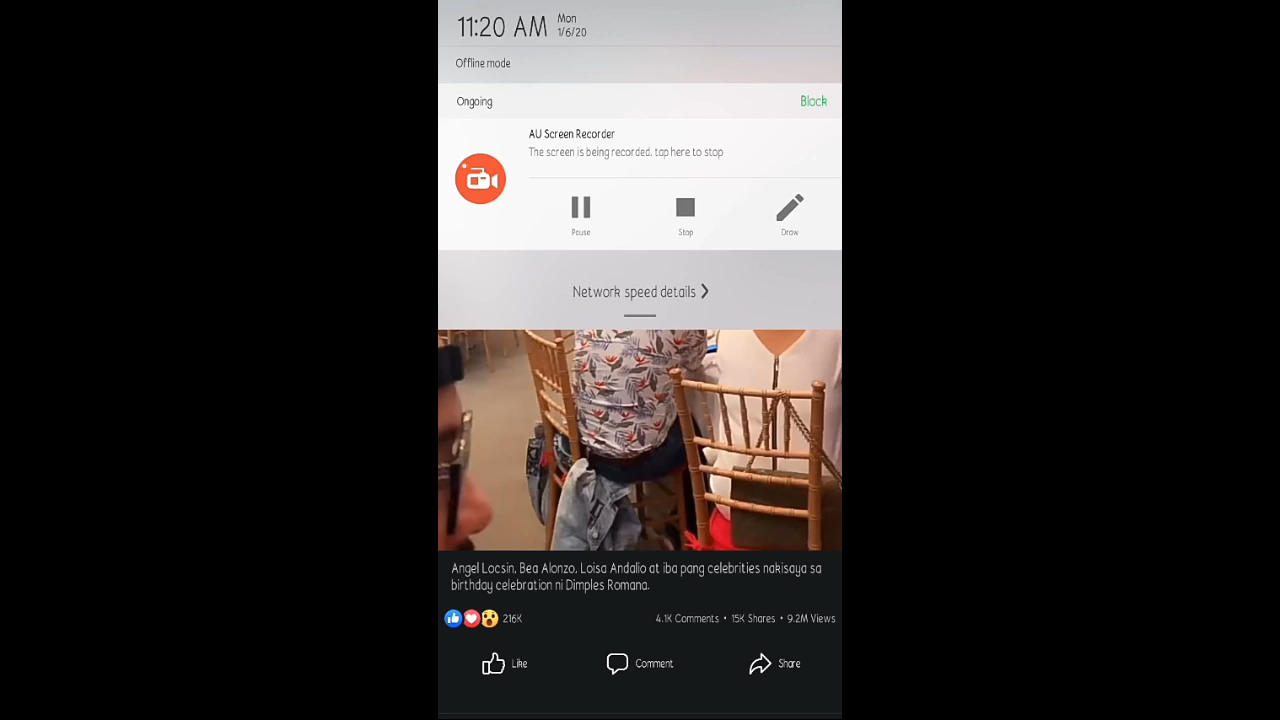 11:20 AM Mon
1/6/20
Offline mode
Ongoing Block
AU Screen Recorder
The screen is being recorded. tap here to stop
Pause Stop Draw
Network speed details
Angel Locsin, Bea Alonzo, Loisa Andalio at iba pang celebrities nakisaya sa
birthday celebration ni Dimples Romana.
216K 4.1K Comments • 15K Shares • 9.2M Views
Like Comment Share